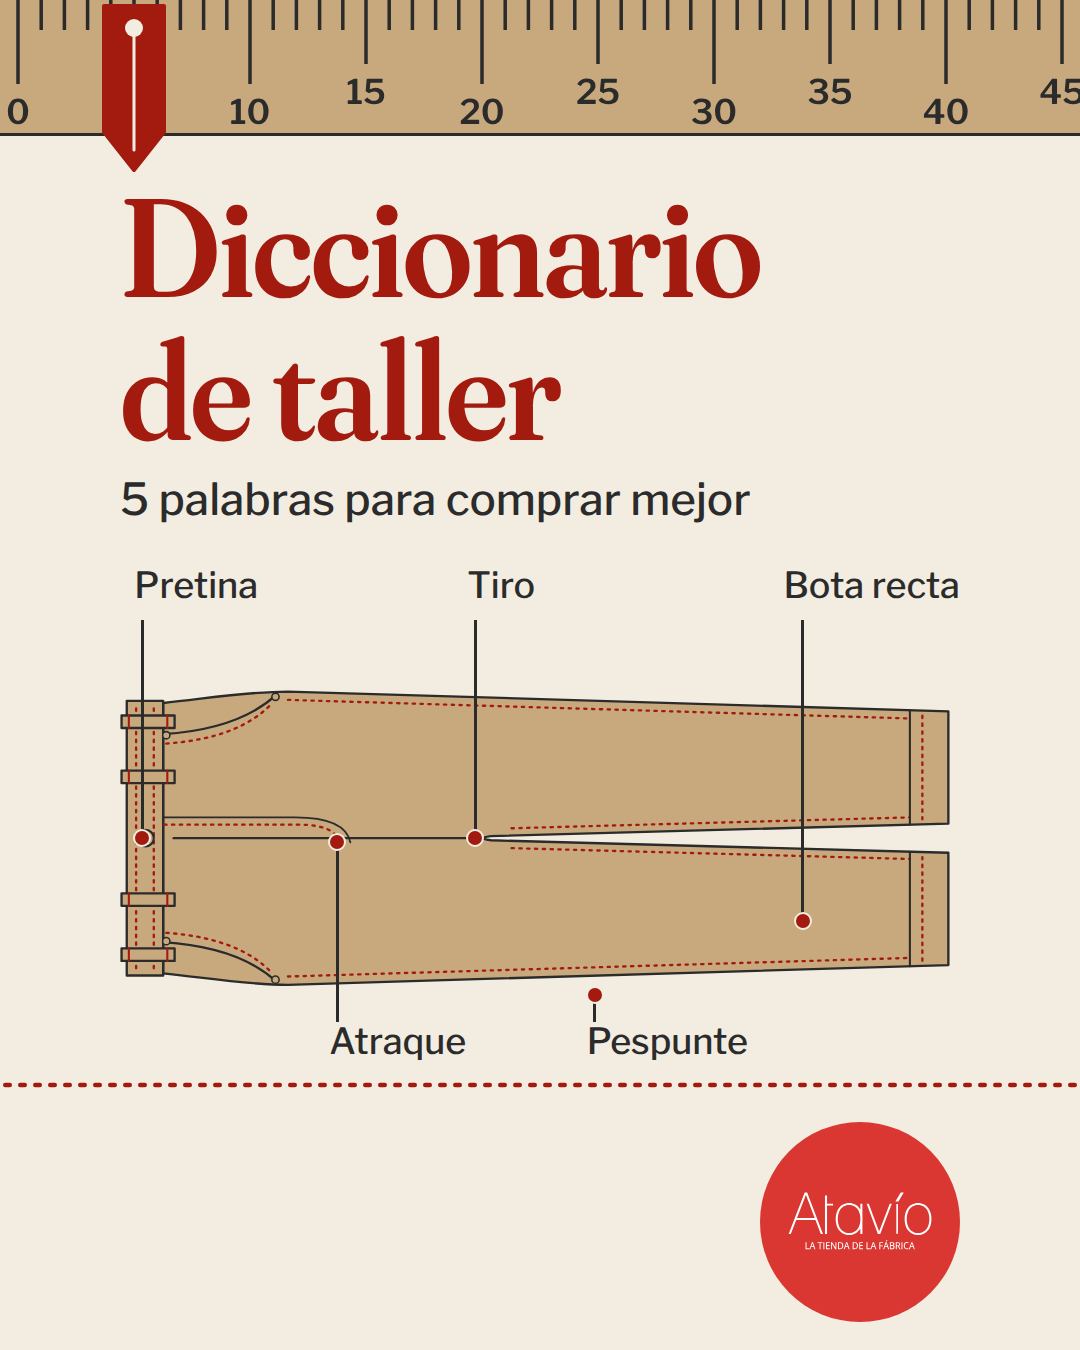 0 10 15 20 25 30 35 40 45
Diccionario
de taller
5 palabras para comprar mejor
Pretina Tiro Bota recta
Atraque Pespunte
Atavío
LA TIENDA DE LA FÁBRICA